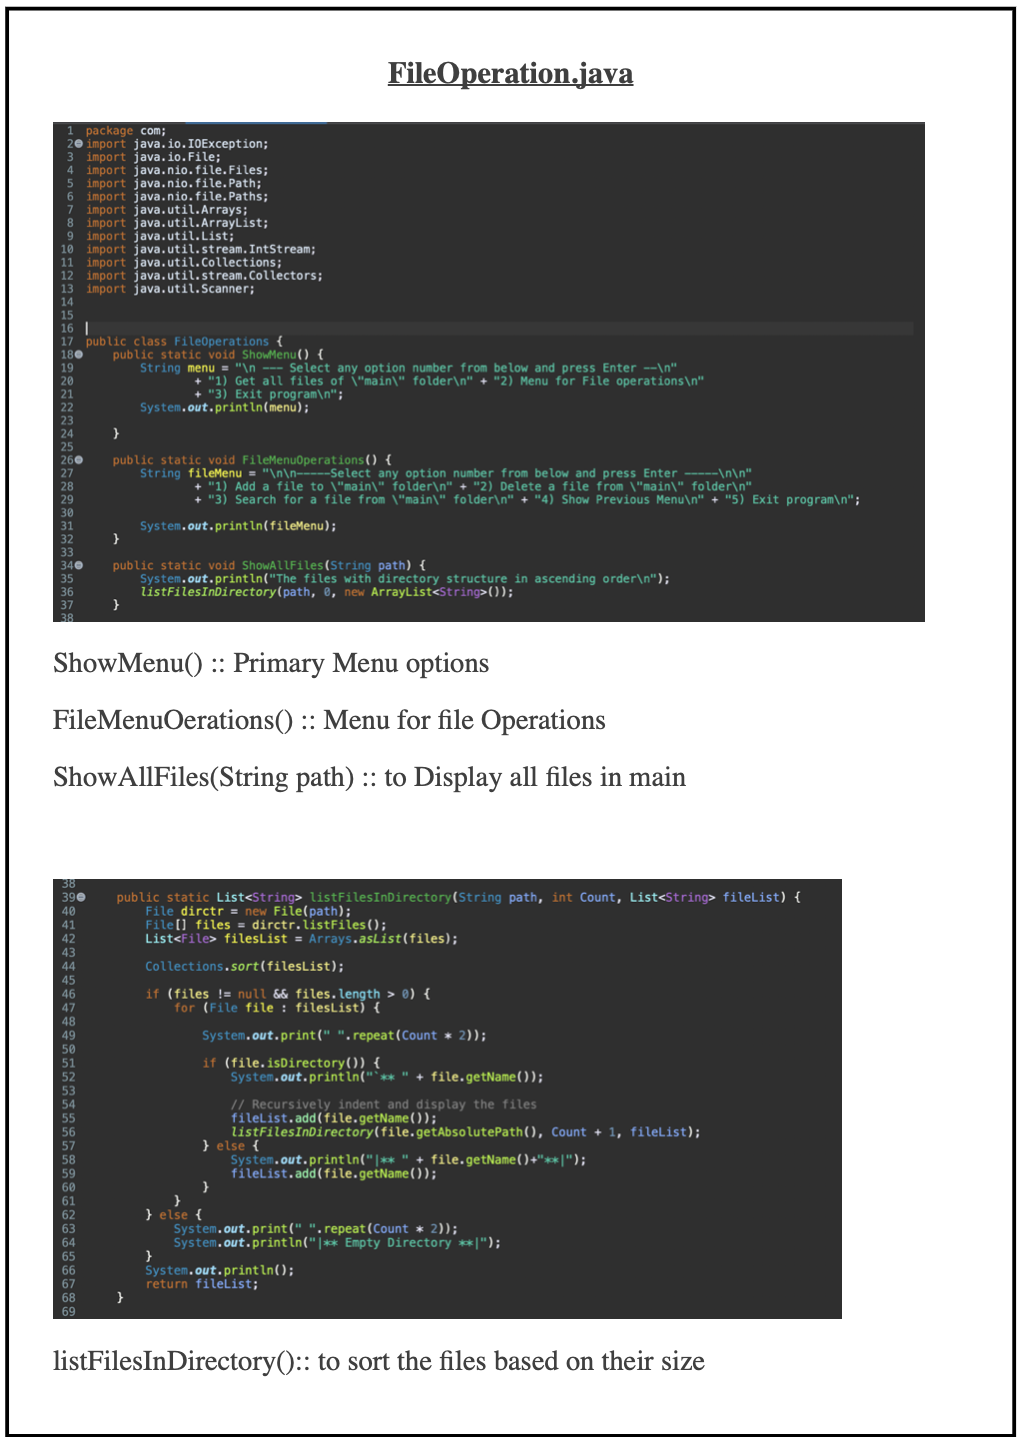 FileOperation.java
1 package com;
2 import java.io.IOException;
3 import java.io.File;
4 import java.nio.file.Files;
5 import java.nio.file.Path;
6 import java.nio.file.Paths;
7 import java.util.Arrays;
8 import java.util.ArrayList;
9 import java.util.List;
10 import java.util.stream.IntStream;
11 import java.util.Collections;
12 import java.util.stream.Collectors;
13 import java.util.Scanner;
14
15
16
17 public class FileOperations {
18 public static void ShowMenu() {
19 String menu = "\n --- Select any option number from below and press Enter --\n"
20 + "1) Get all files of \"main\" folder\n" + "2) Menu for File operations\n"
21 + "3) Exit program\n";
22 System.out.println(menu);
23
24 }
25
26 public static void FileMenuOperations() {
27 String fileMenu = "\n\n-----Select any option number from below and press Enter -----\n\n"
28 + "1) Add a file to \"main\" folder\n" + "2) Delete a file from \"main\" folder\n"
29 + "3) Search for a file from \"main\" folder\n" + "4) Show Previous Menu\n" + "5) Exit program\n";
30
31 System.out.println(fileMenu);
32 }
33
34 public static void ShowAllFiles(String path) {
35 System.out.println("The files with directory structure in ascending order\n");
36 listFilesInDirectory(path, 0, new ArrayList<String>());
37 }
38
ShowMenu() :: Primary Menu options
FileMenuOerations() :: Menu for file Operations
ShowAllFiles(String path) :: to Display all files in main
38
39 public static List<String> listFilesInDirectory(String path, int Count, List<String> fileList) {
40 File dirctr = new File(path);
41 File[] files = dirctr.listFiles();
42 List<File> filesList = Arrays.asList(files);
43
44 Collections.sort(filesList);
45
46 if (files != null && files.length > 0) {
47 for (File file : filesList) {
48
49 System.out.print(" ".repeat(Count * 2));
50
51 if (file.isDirectory()) {
52 System.out.println("`** " + file.getName());
53
54 // Recursively indent and display the files
55 fileList.add(file.getName());
56 listFilesInDirectory(file.getAbsolutePath(), Count + 1, fileList);
57 } else {
58 System.out.println("|** " + file.getName()+"**|");
59 fileList.add(file.getName());
60 }
61 }
62 } else {
63 System.out.print(" ".repeat(Count * 2));
64 System.out.println("|** Empty Directory **|");
65 }
66 System.out.println();
67 return fileList;
68 }
69
listFilesInDirectory():: to sort the files based on their size